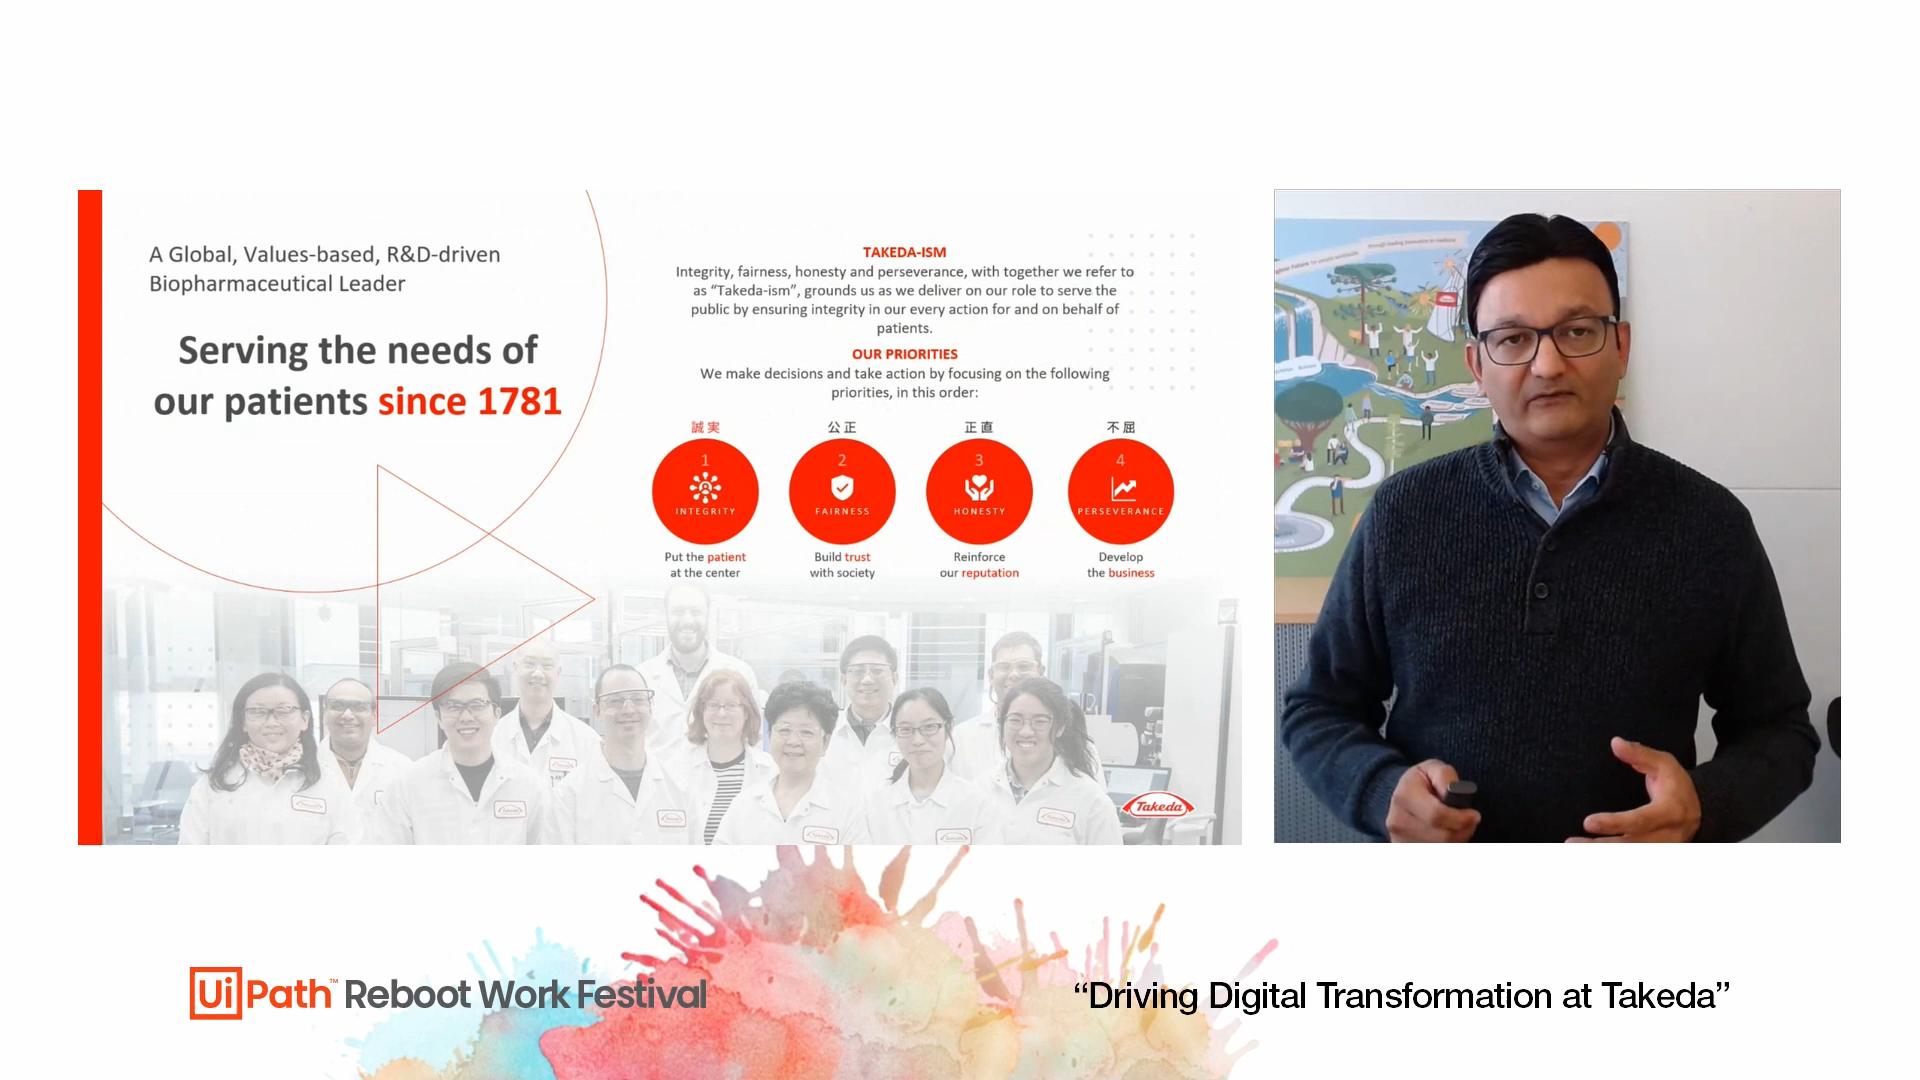 A Global, Values-based, R&D-driven
Biopharmaceutical Leader
Serving the needs of
our patients since 1781
TAKEDA-ISM
Integrity, fairness, honesty and perseverance, with together we refer to
as “Takeda-ism”, grounds us as we deliver on our role to serve the
public by ensuring integrity in our every action for and on behalf of
patients.
OUR PRIORITIES
We make decisions and take action by focusing on the following
priorities, in this order:
誠実
1
INTEGRITY
Put the patient
at the center
公正
2
FAIRNESS
Build trust
with society
正直
3
HONESTY
Reinforce
our reputation
不屈
4
PERSEVERANCE
Develop
the business
Takeda
UiPath™ Reboot Work Festival
“Driving Digital Transformation at Takeda”